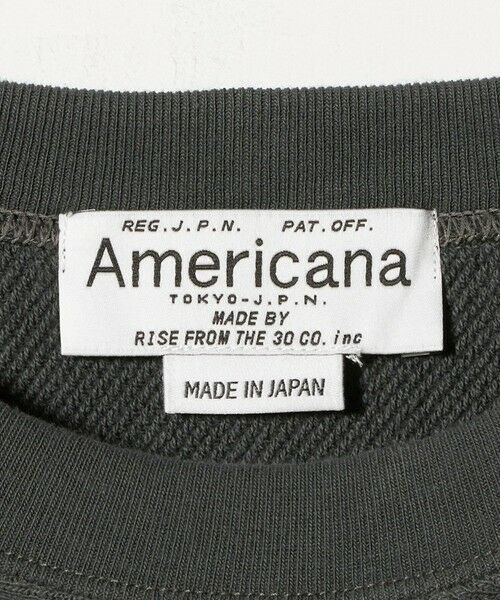 REG.J.P.N. PAT.OFF.
Americana
TOKYO-J.P.N.
MADE BY
RISE FROM THE 30 CO. inc
MADE IN JAPAN